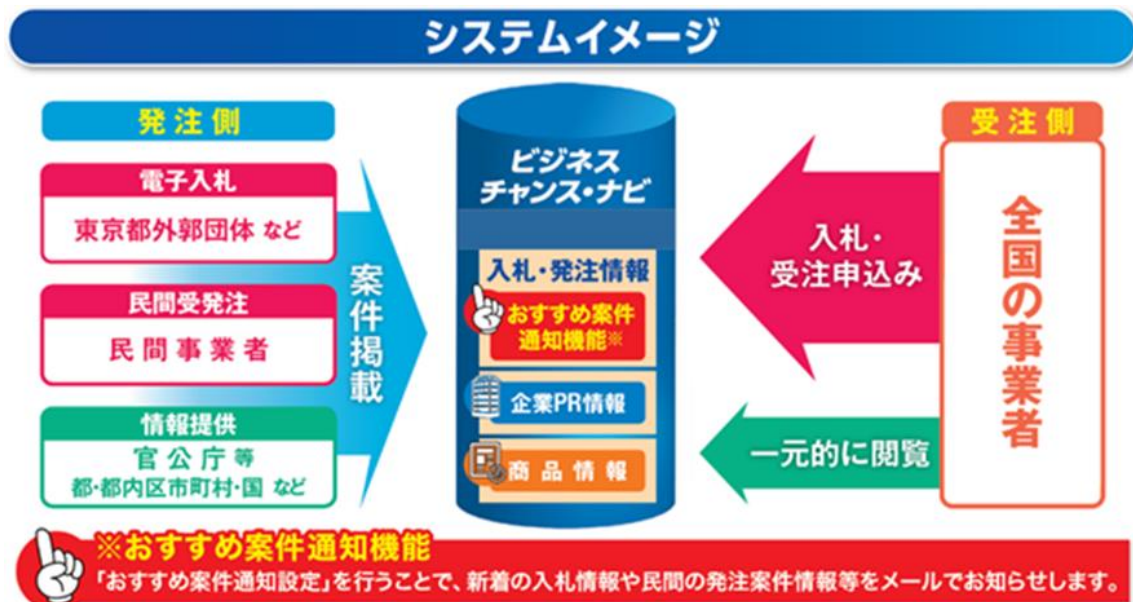 システムイメージ
発注側
電子入札
東京都外郭団体 など
民間受発注
民間事業者
情報提供
官公庁等
都・都内区市町村・国 など
案件掲載
ビジネス
チャンス・ナビ
入札・発注情報
おすすめ案件
通知機能※
企業PR情報
商品情報
入札・
受注申込み
一元的に閲覧
受注側
全国の事業者
※おすすめ案件通知機能
「おすすめ案件通知設定」を行うことで、新着の入札情報や民間の発注案件情報等をメールでお知らせします。